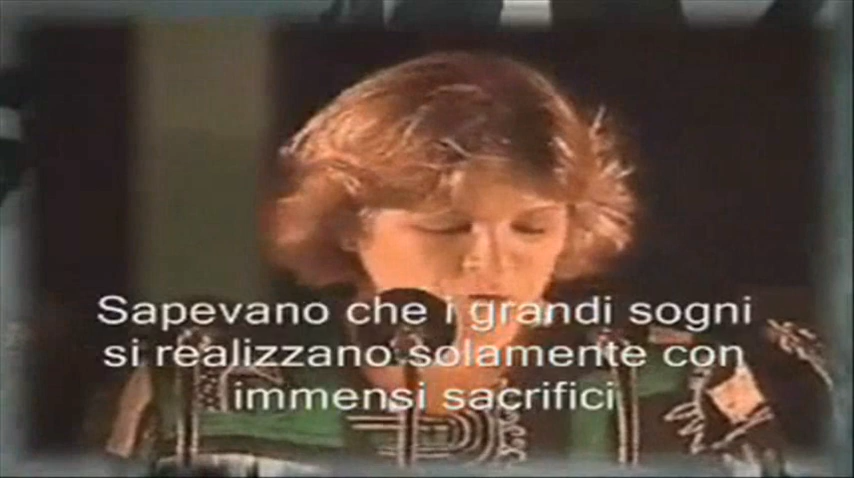 Sapevano che i grandi sogni
si realizzano solamente con
immensi sacrifici